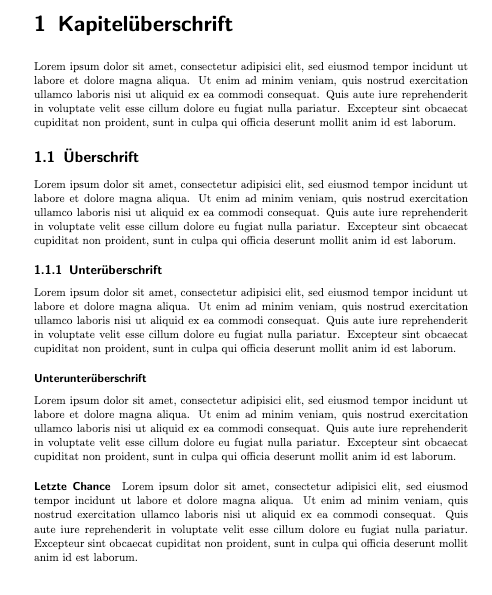 1 Kapitelüberschrift
Lorem ipsum dolor sit amet, consectetur adipisici elit, sed eiusmod tempor incidunt ut
labore et dolore magna aliqua. Ut enim ad minim veniam, quis nostrud exercitation
ullamco laboris nisi ut aliquid ex ea commodi consequat. Quis aute iure reprehenderit
in voluptate velit esse cillum dolore eu fugiat nulla pariatur. Excepteur sint obcaecat
cupiditat non proident, sunt in culpa qui officia deserunt mollit anim id est laborum.
1.1 Überschrift
Lorem ipsum dolor sit amet, consectetur adipisici elit, sed eiusmod tempor incidunt ut
labore et dolore magna aliqua. Ut enim ad minim veniam, quis nostrud exercitation
ullamco laboris nisi ut aliquid ex ea commodi consequat. Quis aute iure reprehenderit
in voluptate velit esse cillum dolore eu fugiat nulla pariatur. Excepteur sint obcaecat
cupiditat non proident, sunt in culpa qui officia deserunt mollit anim id est laborum.
1.1.1 Unterüberschrift
Lorem ipsum dolor sit amet, consectetur adipisici elit, sed eiusmod tempor incidunt ut
labore et dolore magna aliqua. Ut enim ad minim veniam, quis nostrud exercitation
ullamco laboris nisi ut aliquid ex ea commodi consequat. Quis aute iure reprehenderit
in voluptate velit esse cillum dolore eu fugiat nulla pariatur. Excepteur sint obcaecat
cupiditat non proident, sunt in culpa qui officia deserunt mollit anim id est laborum.
Unterunterüberschrift
Lorem ipsum dolor sit amet, consectetur adipisici elit, sed eiusmod tempor incidunt ut
labore et dolore magna aliqua. Ut enim ad minim veniam, quis nostrud exercitation
ullamco laboris nisi ut aliquid ex ea commodi consequat. Quis aute iure reprehenderit
in voluptate velit esse cillum dolore eu fugiat nulla pariatur. Excepteur sint obcaecat
cupiditat non proident, sunt in culpa qui officia deserunt mollit anim id est laborum.
Letzte Chance Lorem ipsum dolor sit amet, consectetur adipisici elit, sed eiusmod
tempor incidunt ut labore et dolore magna aliqua. Ut enim ad minim veniam, quis
nostrud exercitation ullamco laboris nisi ut aliquid ex ea commodi consequat. Quis
aute iure reprehenderit in voluptate velit esse cillum dolore eu fugiat nulla pariatur.
Excepteur sint obcaecat cupiditat non proident, sunt in culpa qui officia deserunt mollit
anim id est laborum.